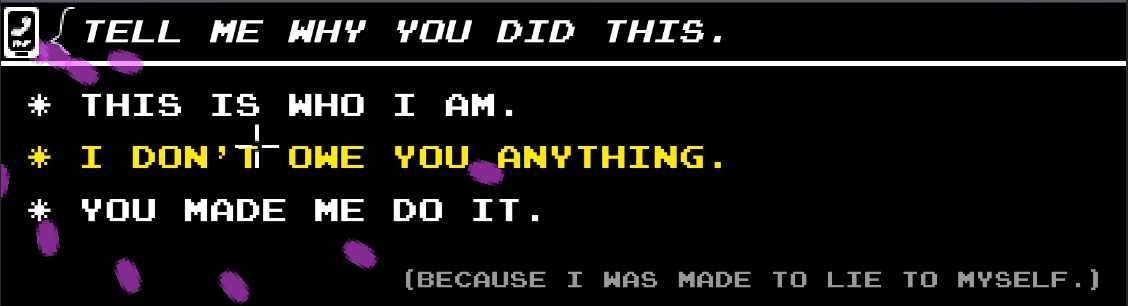 TELL ME WHY YOU DID THIS.
* THIS IS WHO I AM.
* I DON'T OWE YOU ANYTHING.
* YOU MADE ME DO IT.
(BECAUSE I WAS MADE TO LIE TO MYSELF.)